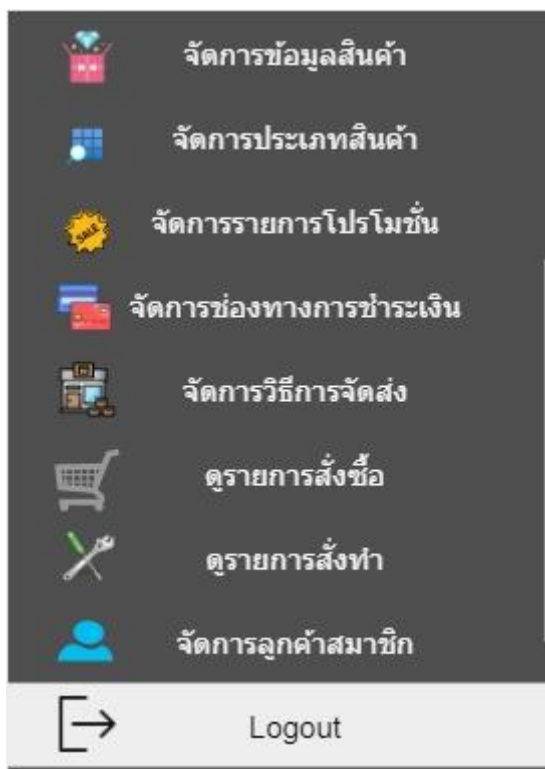 จัดการข้อมูลสินค้า
จัดการประเภทสินค้า
SALE
จัดการรายการโปรโมชั่น
จัดการช่องทางการชำระเงิน
จัดการวิธีการจัดส่ง
ดูรายการสั่งซื้อ
ดูรายการสั่งทำ
จัดการลูกค้าสมาชิก
Logout